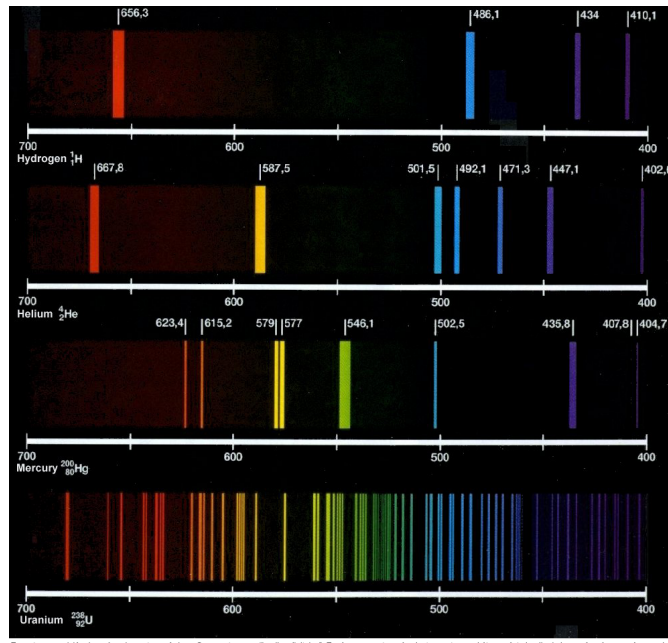 656,3 486,1 434 410,1
700 600 500 400
Hydrogen ¹₁H
667,8 587,5 501,5 492,1 471,3 447,1
700 600 500 400
Helium ⁴₂He
623,4 615,2 579 577 546,1 502,5 435,8 407,8 404,7
700 600 500 400
Mercury ²⁰⁰₈₀Hg
700 600 500 400
Uranium ²³⁸₉₂U